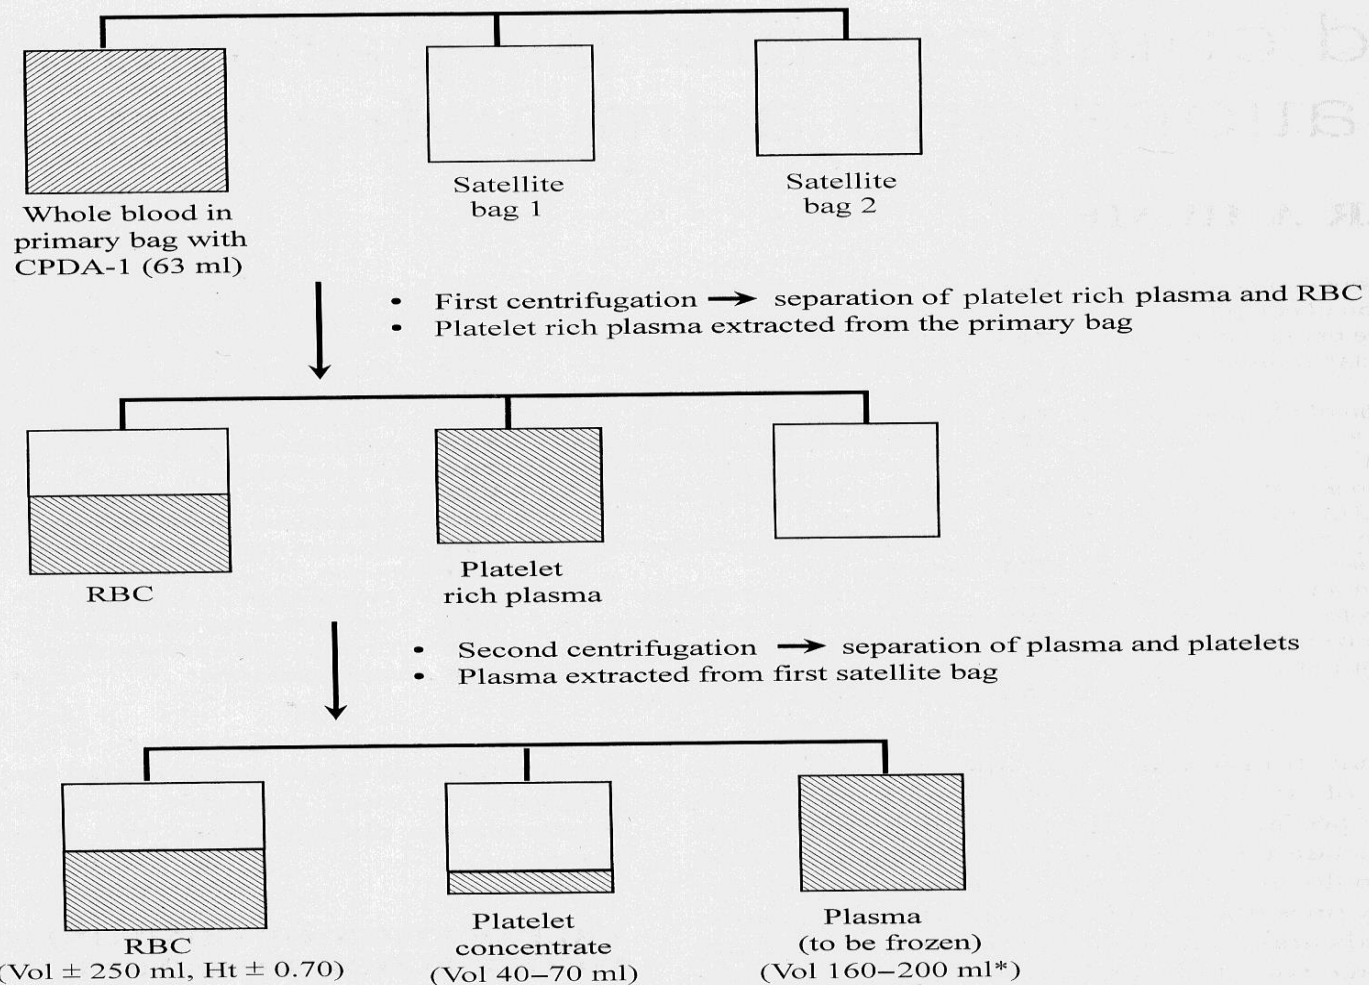 Whole blood in
primary bag with
CPDA-1 (63 ml)
Satellite
bag 1
Satellite
bag 2
• First centrifugation → separation of platelet rich plasma and RBC
• Platelet rich plasma extracted from the primary bag
RBC
Platelet
rich plasma
• Second centrifugation → separation of plasma and platelets
• Plasma extracted from first satellite bag
RBC
(Vol ± 250 ml, Ht ± 0.70)
Platelet
concentrate
(Vol 40–70 ml)
Plasma
(to be frozen)
(Vol 160–200 ml*)